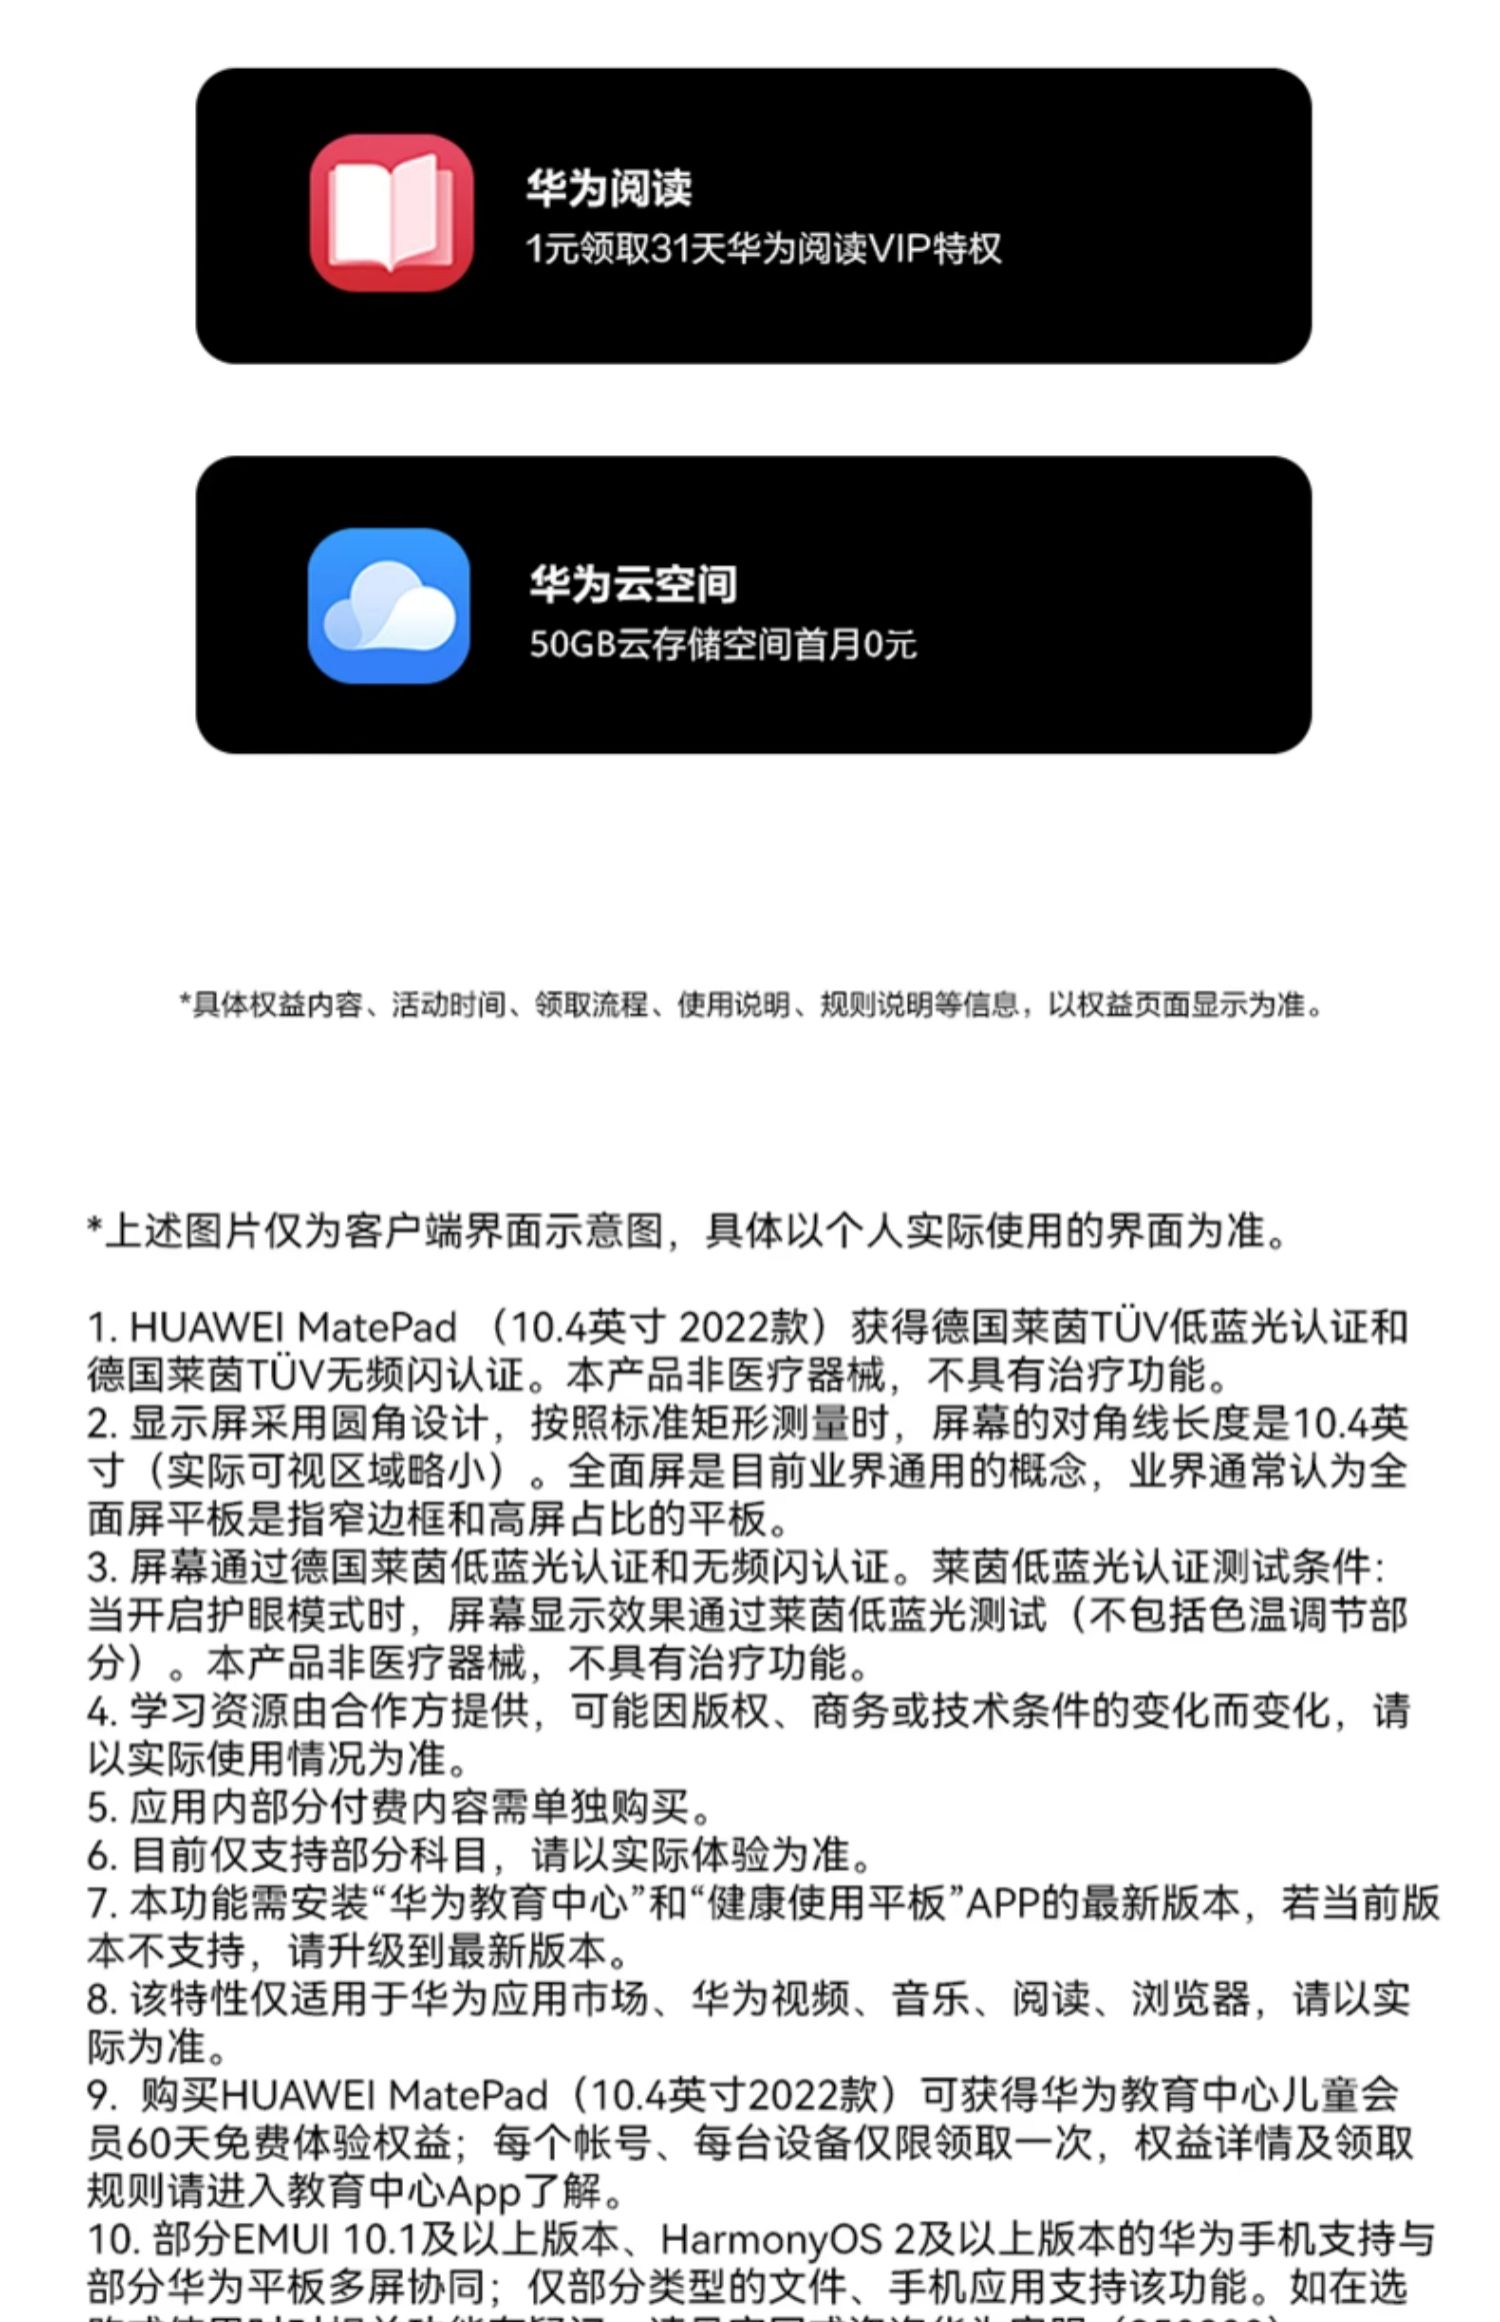 华为阅读
1元领取31天华为阅读VIP特权
华为云空间
50GB云存储空间首月0元
*具体权益内容、活动时间、领取流程、使用说明、规则说明等信息，以权益页面显示为准。
*上述图片仅为客户端界面示意图，具体以个人实际使用的界面为准。
1. HUAWEI MatePad （10.4英寸 2022款）获得德国莱茵TÜV低蓝光认证和
德国莱茵TÜV无频闪认证。本产品非医疗器械，不具有治疗功能。
2. 显示屏采用圆角设计，按照标准矩形测量时，屏幕的对角线长度是10.4英
寸（实际可视区域略小）。全面屏是目前业界通用的概念，业界通常认为全
面屏平板是指窄边框和高屏占比的平板。
3. 屏幕通过德国莱茵低蓝光认证和无频闪认证。莱茵低蓝光认证测试条件：
当开启护眼模式时，屏幕显示效果通过莱茵低蓝光测试（不包括色温调节部
分）。本产品非医疗器械，不具有治疗功能。
4. 学习资源由合作方提供，可能因版权、商务或技术条件的变化而变化，请
以实际使用情况为准。
5. 应用内部分付费内容需单独购买。
6. 目前仅支持部分科目，请以实际体验为准。
7. 本功能需安装“华为教育中心”和“健康使用平板”APP的最新版本，若当前版
本不支持，请升级到最新版本。
8. 该特性仅适用于华为应用市场、华为视频、音乐、阅读、浏览器，请以实
际为准。
9. 购买HUAWEI MatePad（10.4英寸2022款）可获得华为教育中心儿童会
员60天免费体验权益；每个帐号、每台设备仅限领取一次，权益详情及领取
规则请进入教育中心App了解。
10. 部分EMUI 10.1及以上版本、HarmonyOS 2及以上版本的华为手机支持与
部分华为平板多屏协同；仅部分类型的文件、手机应用支持该功能。如在选